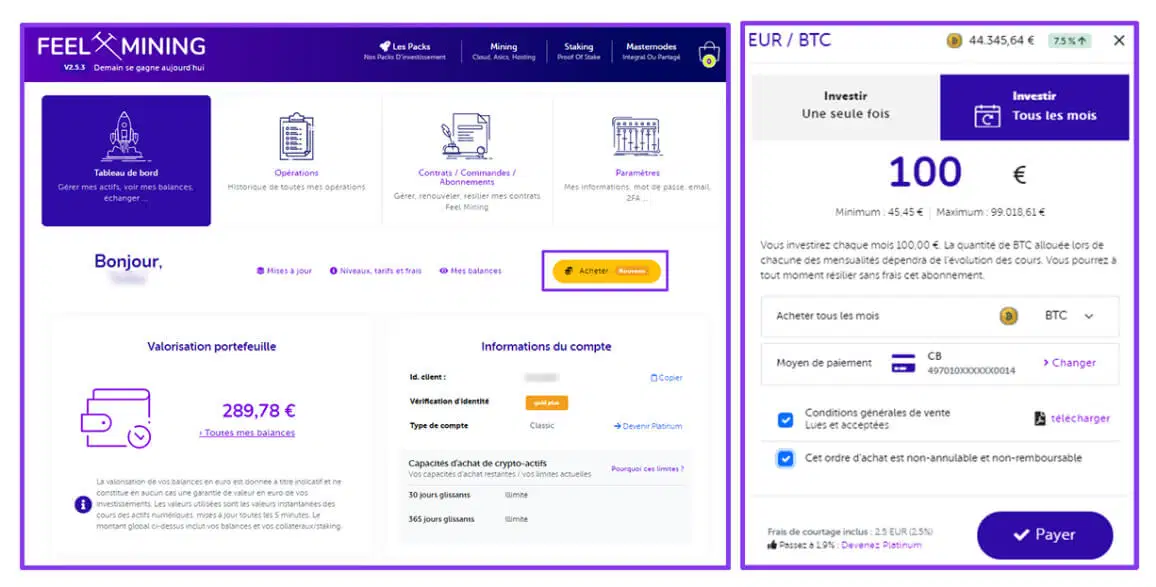 FEEL MINING
V2.5.3 Demain se gagne aujourd'hui
Les Packs
Nos Packs D'investissement
Mining
Cloud, Asics, Hosting
Staking
Proof Of Stake
Masternodes
Integral Ou Partagé
0
Tableau de bord
Gérer mes actifs, voir mes balances,
échanger ...
Opérations
Historique de toutes mes opérations
Contrats / Commandes /
Abonnements
Gérer, renouveler, résilier mes contrats
Feel Mining
Paramètres
Mes informations, mot de passe, email,
2FA ...
Bonjour,
Mises à jour
Niveaux, tarifs et frais
Mes balances
Acheter Nouveau
Valorisation portefeuille
289,78 €
› Toutes mes balances
La valorisation de vos balances en euro est donnée à titre indicatif et ne
constitue en aucun cas une garantie de valeur en euro de vos
investissements. Les valeurs utilisées sont les valeurs instantanées des
cours des actifs numériques, mises à jour toutes les 5 minutes. Le
montant global ci-dessus inclut vos balances et vos collateraux/staking.
Informations du compte
Id. client :
Copier
Vérification d'identité
gold plus
Type de compte Classic → Devenir Platinum
Capacités d'achat de crypto-actifs
Vos capacités d'achat restantes / vos limites actuelles
Pourquoi ces limites ?
30 jours glissants Illimité
365 jours glissants Illimité
EUR / BTC
44.345,64 €
7.5 % ↑
✕
Investir
Une seule fois
Investir
Tous les mois
100 €
Minimum : 45,45 € | Maximum : 99.018,61 €
Vous investirez chaque mois 100,00 €. La quantité de BTC allouée lors de
chacune des mensualités dépendra de l'évolution des cours. Vous pourrez à
tout moment résilier sans frais cet abonnement.
Acheter tous les mois BTC
Moyen de paiement
CB
497010XXXXXX0014
› Changer
Conditions générales de vente
Lues et acceptées
télécharger
Cet ordre d'achat est non-annulable et non-remboursable
Frais de courtage inclus : 2.5 EUR (2.5%)
Passez à 1.9% : Devenez Platinum
Payer